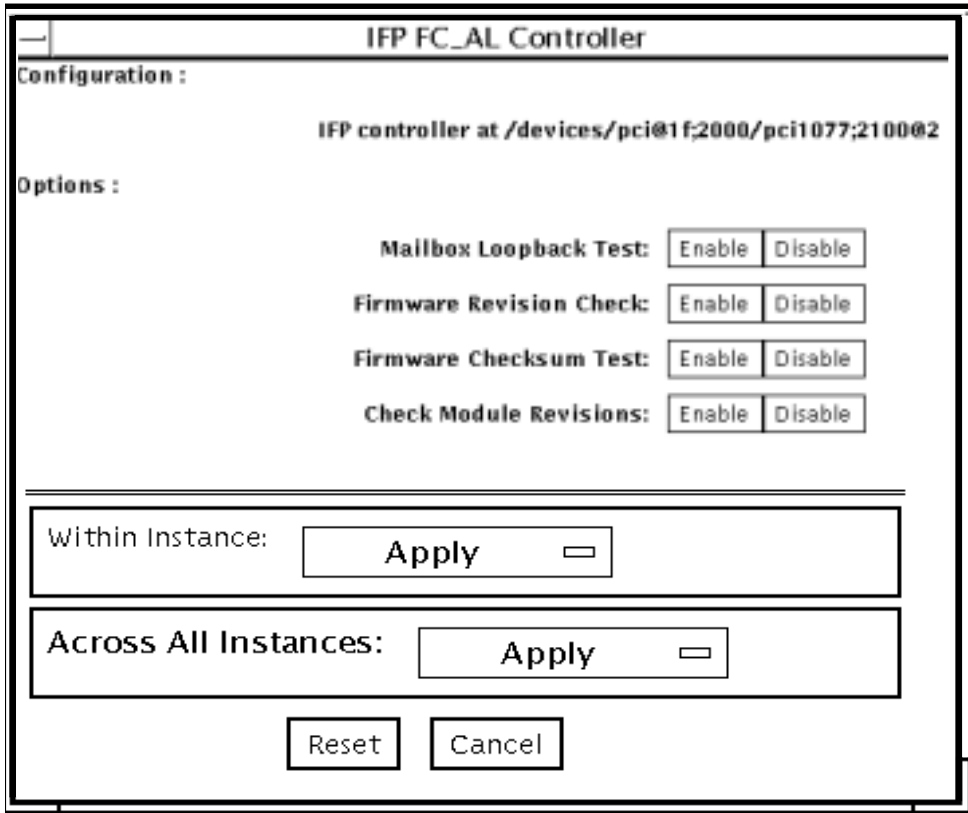 IFP FC_AL Controller
Configuration :
IFP controller at /devices/pci@1f;2000/pci1077;2100@2
Options :
Mailbox Loopback Test: Enable Disable
Firmware Revision Check: Enable Disable
Firmware Checksum Test: Enable Disable
Check Module Revisions: Enable Disable
Within Instance: Apply
Across All Instances: Apply
Reset Cancel